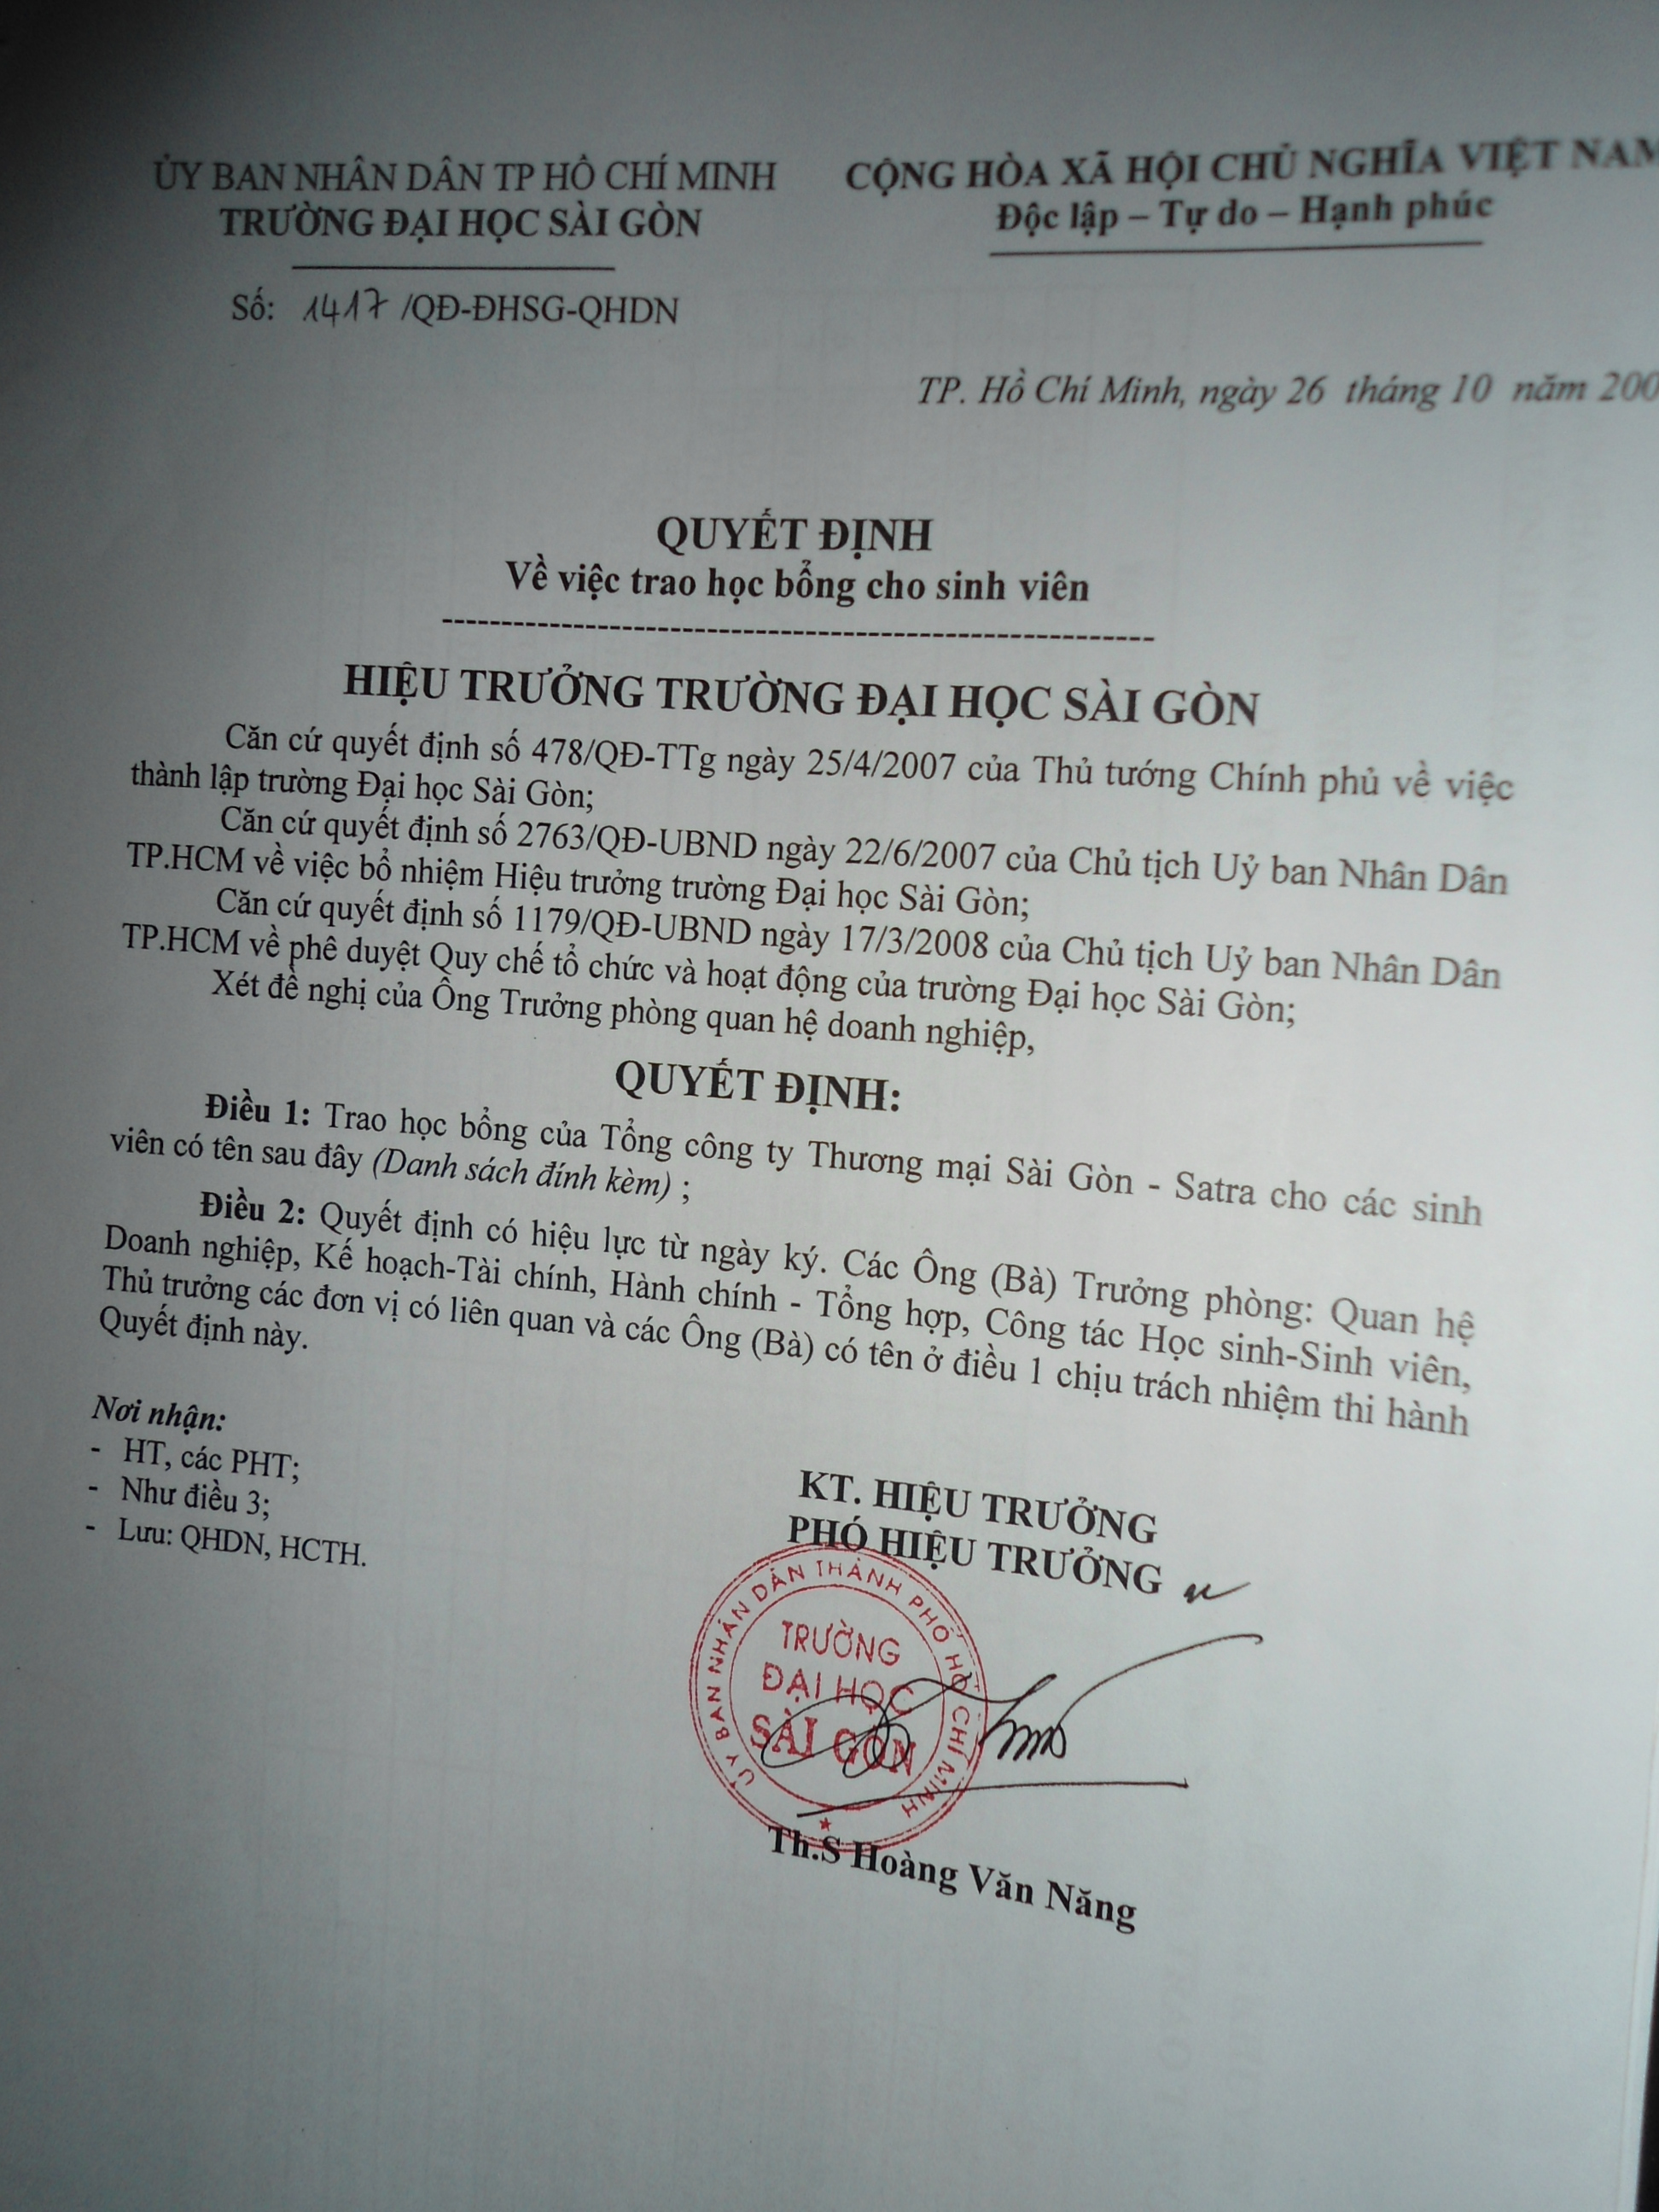 ỦY BAN NHÂN DÂN TP HỒ CHÍ MINH
TRƯỜNG ĐẠI HỌC SÀI GÒN
Số: 1417 /QĐ-ĐHSG-QHDN
CỘNG HÒA XÃ HỘI CHỦ NGHĨA VIỆT NAM
Độc lập – Tự do – Hạnh phúc
TP. Hồ Chí Minh, ngày 26 tháng 10 năm 200
QUYẾT ĐỊNH
Về việc trao học bổng cho sinh viên
HIỆU TRƯỞNG TRƯỜNG ĐẠI HỌC SÀI GÒN
Căn cứ quyết định số 478/QĐ-TTg ngày 25/4/2007 của Thủ tướng Chính phủ về việc
thành lập trường Đại học Sài Gòn;
Căn cứ quyết định số 2763/QĐ-UBND ngày 22/6/2007 của Chủ tịch Uỷ ban Nhân Dân
TP.HCM về việc bổ nhiệm Hiệu trưởng trường Đại học Sài Gòn;
Căn cứ quyết định số 1179/QĐ-UBND ngày 17/3/2008 của Chủ tịch Uỷ ban Nhân Dân
TP.HCM về phê duyệt Quy chế tổ chức và hoạt động của trường Đại học Sài Gòn;
Xét đề nghị của Ông Trưởng phòng quan hệ doanh nghiệp,
QUYẾT ĐỊNH:
Điều 1: Trao học bổng của Tổng công ty Thương mại Sài Gòn - Satra cho các sinh
viên có tên sau đây (Danh sách đính kèm) ;
Điều 2: Quyết định có hiệu lực từ ngày ký. Các Ông (Bà) Trưởng phòng: Quan hệ
Doanh nghiệp, Kế hoạch-Tài chính, Hành chính - Tổng hợp, Công tác Học sinh-Sinh viên,
Thủ trưởng các đơn vị có liên quan và các Ông (Bà) có tên ở điều 1 chịu trách nhiệm thi hành
Quyết định này.
Nơi nhận:
- HT, các PHT;
- Như điều 3;
- Lưu: QHDN, HCTH.
KT. HIỆU TRƯỞNG
PHÓ HIỆU TRƯỞNG
ỦY BAN NHÂN DÂN THÀNH PHỐ HỒ CHÍ MINH
TRƯỜNG
ĐẠI HỌC
SÀI GÒN
Th.S Hoàng Văn Năng